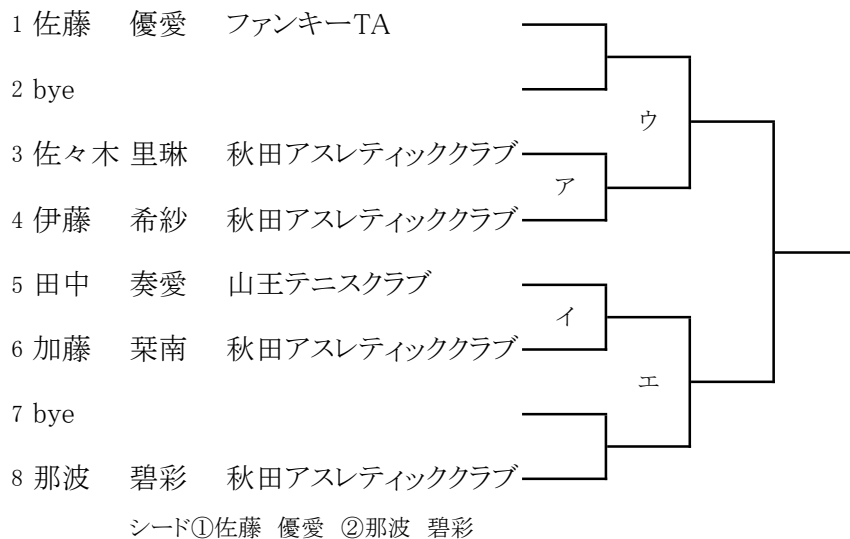 1 佐藤 優愛 ファンキーTA
2 bye
ウ
3 佐々木 里琳 秋田アスレティッククラブ
ア
4 伊藤 希紗 秋田アスレティッククラブ
5 田中 奏愛 山王テニスクラブ
イ
6 加藤 栞南 秋田アスレティッククラブ
エ
7 bye
8 那波 碧彩 秋田アスレティッククラブ
シード①佐藤 優愛 ②那波 碧彩